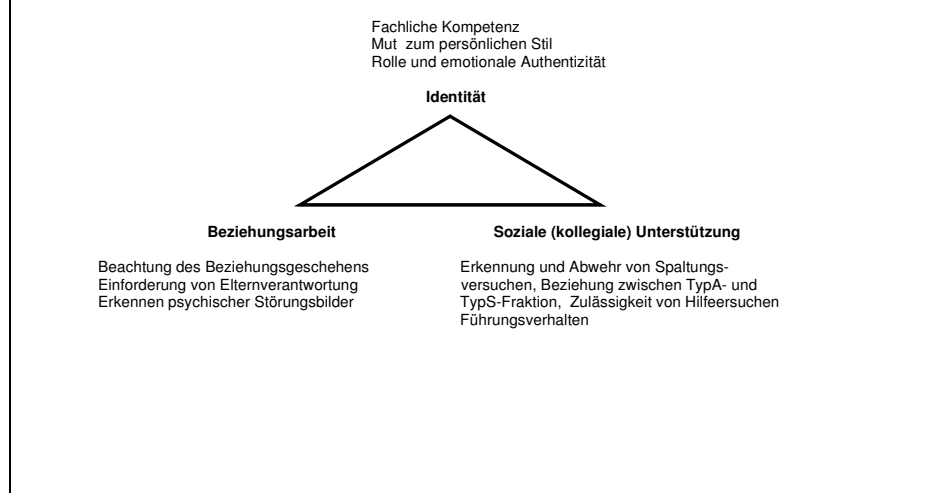 Fachliche Kompetenz
Mut zum persönlichen Stil
Rolle und emotionale Authentizität
Identität
Beziehungsarbeit
Beachtung des Beziehungsgeschehens
Einforderung von Elternverantwortung
Erkennen psychischer Störungsbilder
Soziale (kollegiale) Unterstützung
Erkennung und Abwehr von Spaltungs-
versuchen, Beziehung zwischen TypA- und
TypS-Fraktion, Zulässigkeit von Hilfeersuchen
Führungsverhalten